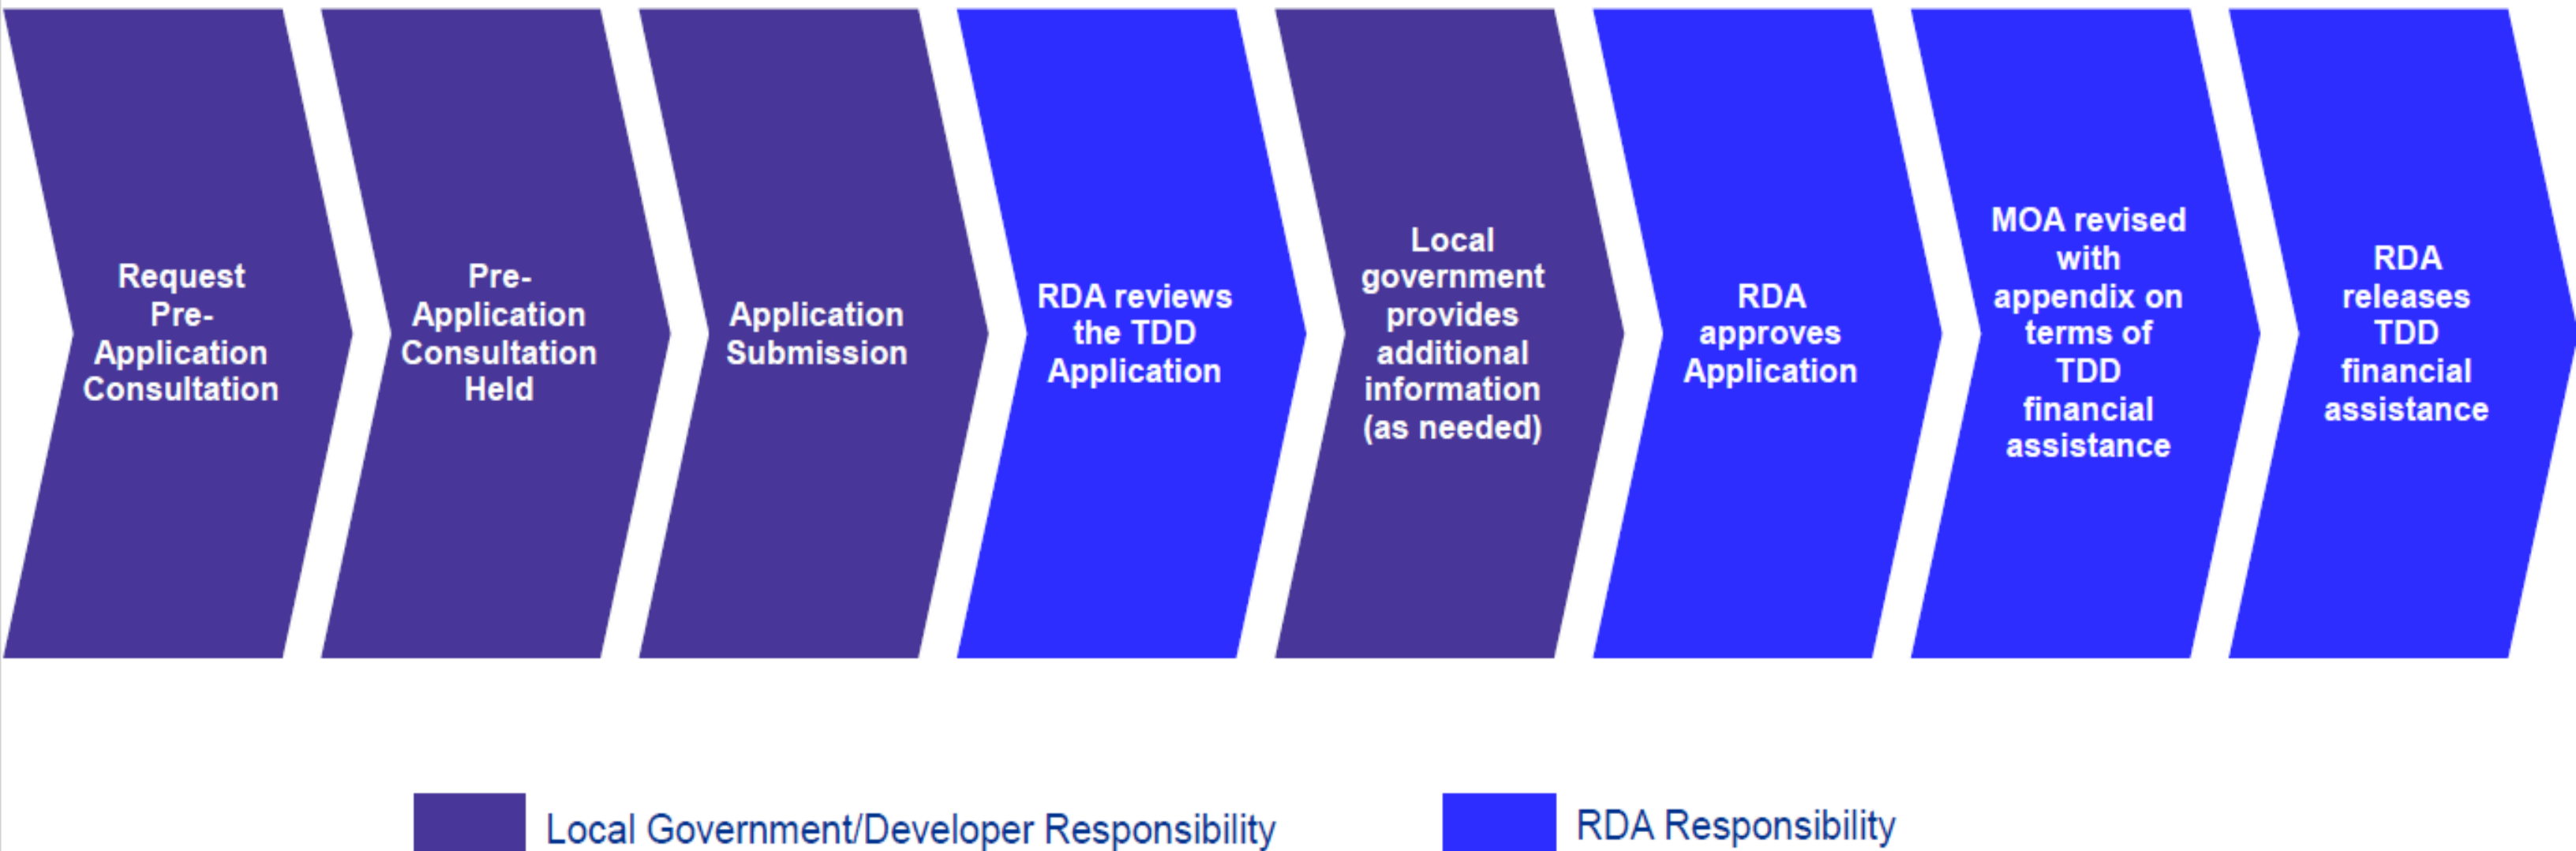 Request
Pre-
Application
Consultation
Pre-
Application
Consultation
Held
Application
Submission
RDA reviews
the TDD
Application
Local
government
provides
additional
information
(as needed)
RDA
approves
Application
MOA revised
with
appendix on
terms of
TDD
financial
assistance
RDA
releases
TDD
financial
assistance
Local Government/Developer Responsibility
RDA Responsibility